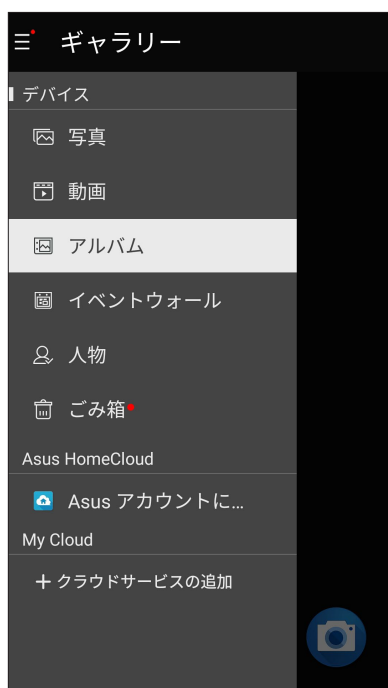 ギャラリー
デバイス
写真
動画
アルバム
イベントウォール
人物
ごみ箱
Asus HomeCloud
Asus アカウントに...
My Cloud
+ クラウドサービスの追加